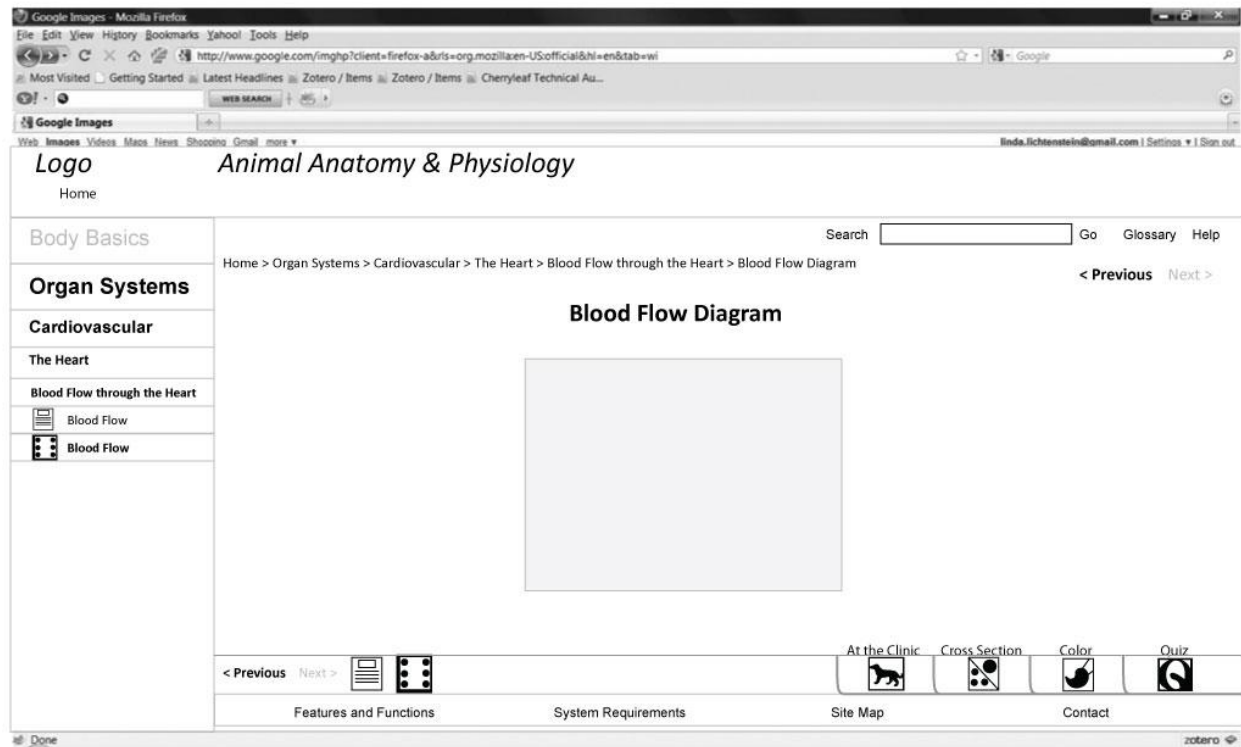 Google Images - Mozilla Firefox
File Edit View History Bookmarks Yahoo! Tools Help
http://www.google.com/imghp?client=firefox-a&rls=org.mozilla:en-US:official&hl=en&tab=wi Google
Most Visited Getting Started Latest Headlines Zotero / Items Zotero / Items Cherryleaf Technical Au...
WEB SEARCH
Google Images
Web Images Videos Maps News Shopping Gmail more linda.lichtenstein@gmail.com | Settings | Sign out
Logo Animal Anatomy & Physiology
Home
Body Basics
Search Go Glossary Help
Home > Organ Systems > Cardiovascular > The Heart > Blood Flow through the Heart > Blood Flow Diagram
< Previous Next >
Organ Systems
Blood Flow Diagram
Cardiovascular
The Heart
Blood Flow through the Heart
Blood Flow
Blood Flow
At the Clinic Cross Section Color Quiz
< Previous Next >
Features and Functions System Requirements Site Map Contact
Done zotero